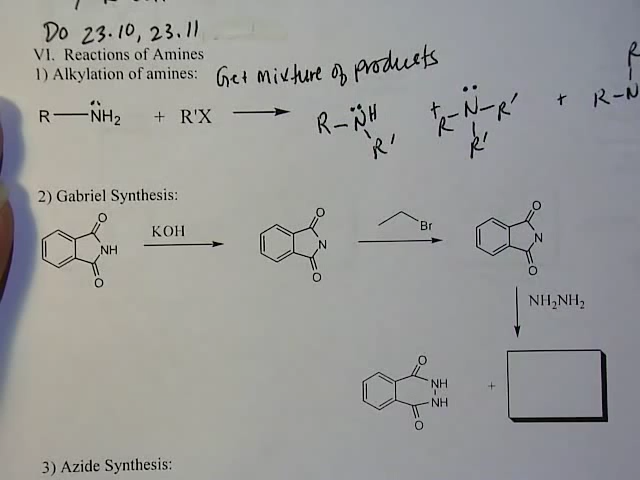 Do 23.10, 23.11
VI. Reactions of Amines
1) Alkylation of amines: Get mixture of products
R NH2 + R'X R-NH R' + R-N-R' R' + R-N R
2) Gabriel Synthesis:
O NH O KOH O N O Br O N O
NH2NH2
O NH NH O +
3) Azide Synthesis: